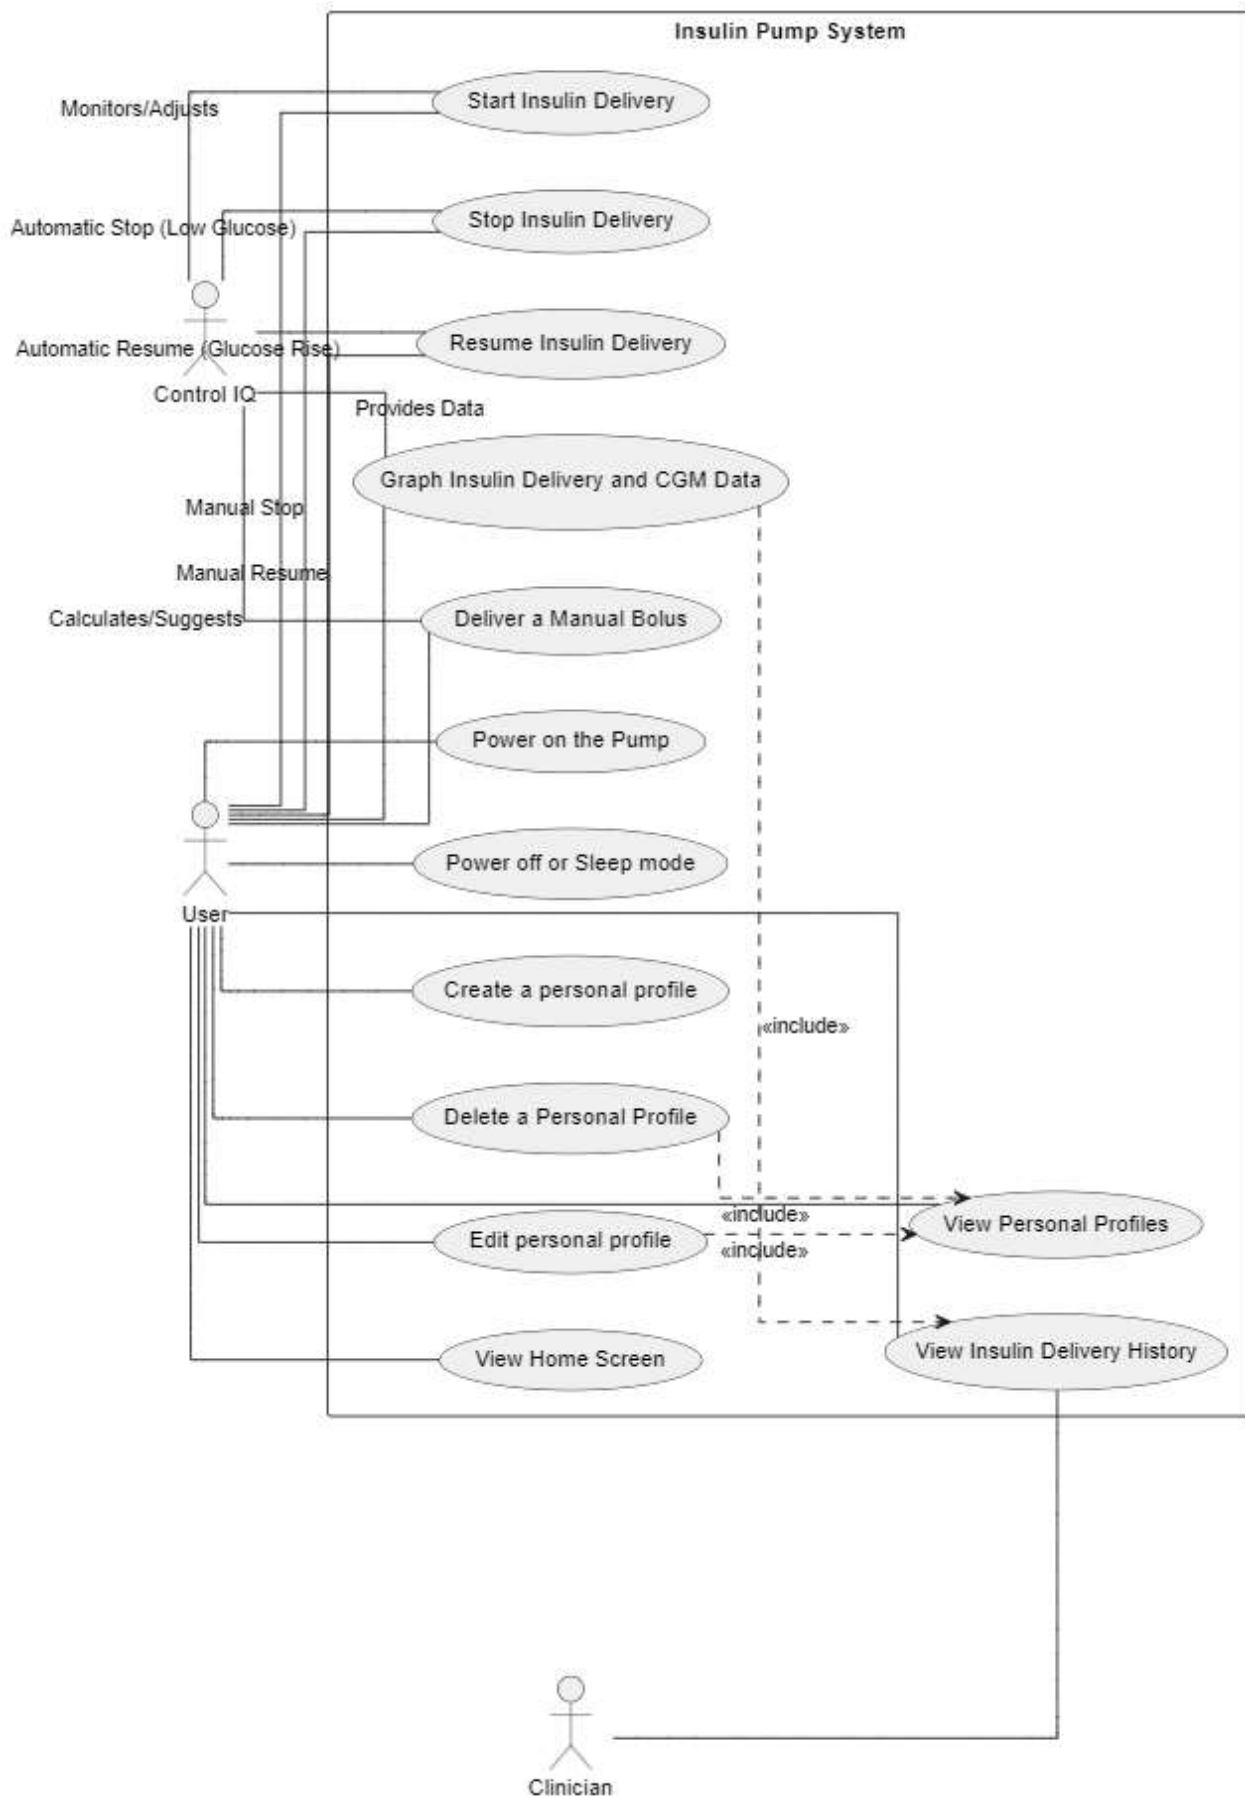 Insulin Pump System
Start Insulin Delivery
Monitors/Adjusts
Stop Insulin Delivery
Automatic Stop (Low Glucose)
Resume Insulin Delivery
Automatic Resume (Glucose Rise)
Control IQ
Provides Data
Graph Insulin Delivery and CGM Data
Manual Stop
Manual Resume
Calculates/Suggests
Deliver a Manual Bolus
Power on the Pump
Power off or Sleep mode
User
Create a personal profile
«include»
Delete a Personal Profile
«include»
View Personal Profiles
Edit personal profile
«include»
View Home Screen
View Insulin Delivery History
Clinician